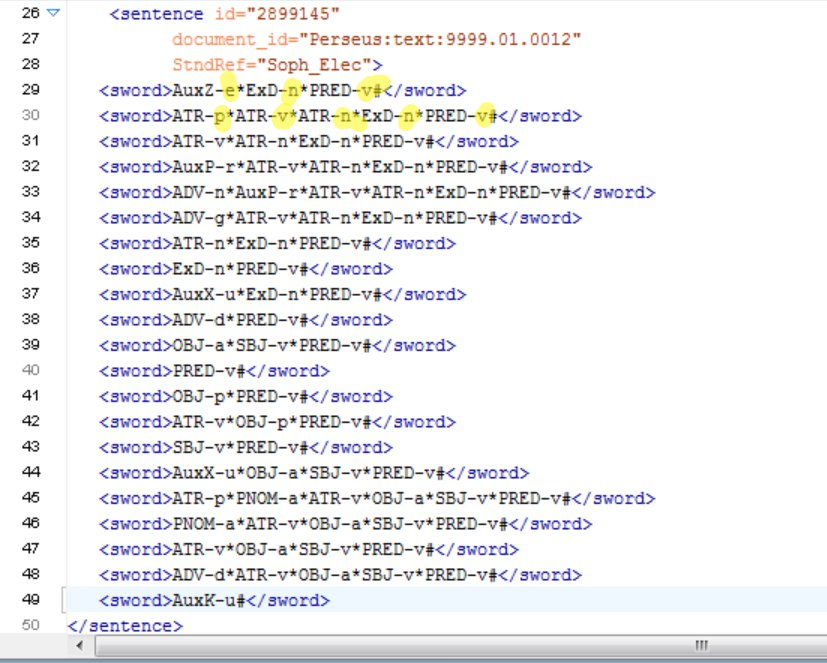 26 <sentence id="2899145"
27 document_id="Perseus:text:9999.01.0012"
28 StndRef="Soph_Elec">
29 <sword>AuxZ-e*ExD-n*PRED-v#</sword>
30 <sword>ATR-p*ATR-v*ATR-n*ExD-n*PRED-v#</sword>
31 <sword>ATR-v*ATR-n*ExD-n*PRED-v#</sword>
32 <sword>AuxP-r*ATR-v*ATR-n*ExD-n*PRED-v#</sword>
33 <sword>ADV-n*AuxP-r*ATR-v*ATR-n*ExD-n*PRED-v#</sword>
34 <sword>ADV-g*ATR-v*ATR-n*ExD-n*PRED-v#</sword>
35 <sword>ATR-n*ExD-n*PRED-v#</sword>
36 <sword>ExD-n*PRED-v#</sword>
37 <sword>AuxX-u*ExD-n*PRED-v#</sword>
38 <sword>ADV-d*PRED-v#</sword>
39 <sword>OBJ-a*SBJ-v*PRED-v#</sword>
40 <sword>PRED-v#</sword>
41 <sword>OBJ-p*PRED-v#</sword>
42 <sword>ATR-v*OBJ-p*PRED-v#</sword>
43 <sword>SBJ-v*PRED-v#</sword>
44 <sword>AuxX-u*OBJ-a*SBJ-v*PRED-v#</sword>
45 <sword>ATR-p*PNOM-a*ATR-v*OBJ-a*SBJ-v*PRED-v#</sword>
46 <sword>PNOM-a*ATR-v*OBJ-a*SBJ-v*PRED-v#</sword>
47 <sword>ATR-v*OBJ-a*SBJ-v*PRED-v#</sword>
48 <sword>ADV-d*ATR-v*OBJ-a*SBJ-v*PRED-v#</sword>
49 <sword>AuxK-u#</sword>
50 </sentence>